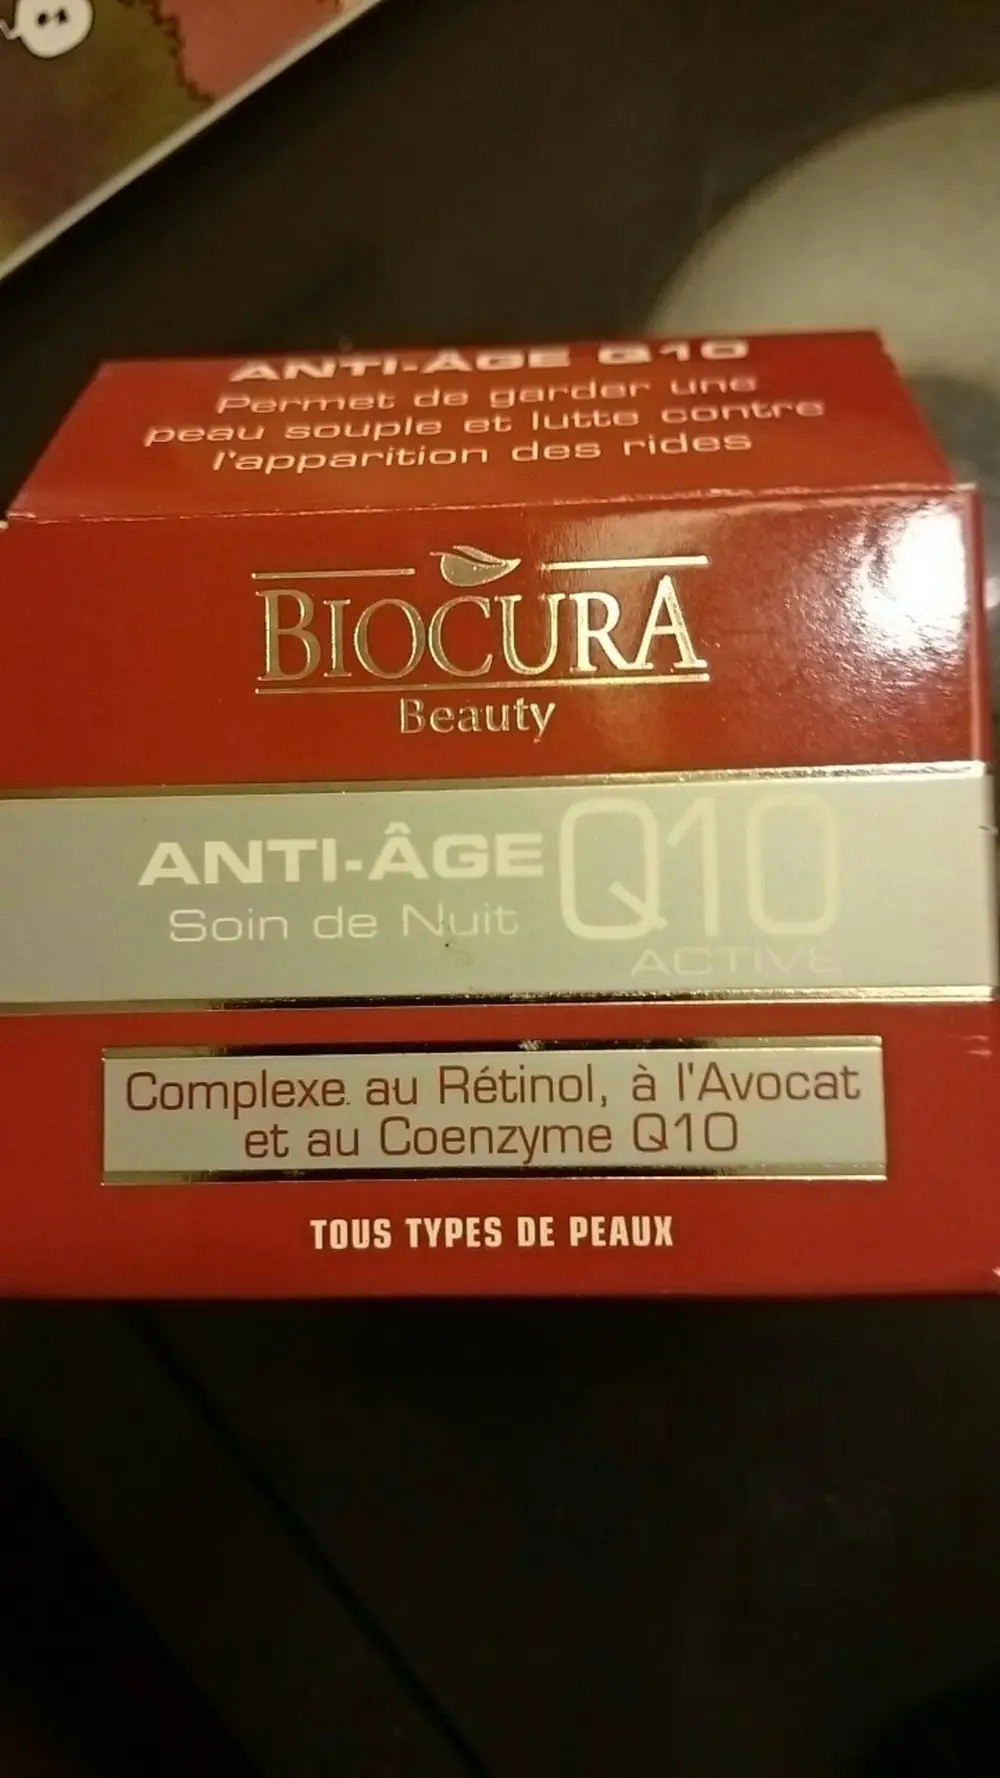 ANTI-ÂGE Q10
Permet de garder une
peau souple et lutte contre
l'apparition des rides
BIOCURA
Beauty
ANTI-ÂGE Q10
Soin de Nuit
ACTIVE
Complexe au Rétinol, à l'Avocat
et au Coenzyme Q10
TOUS TYPES DE PEAUX